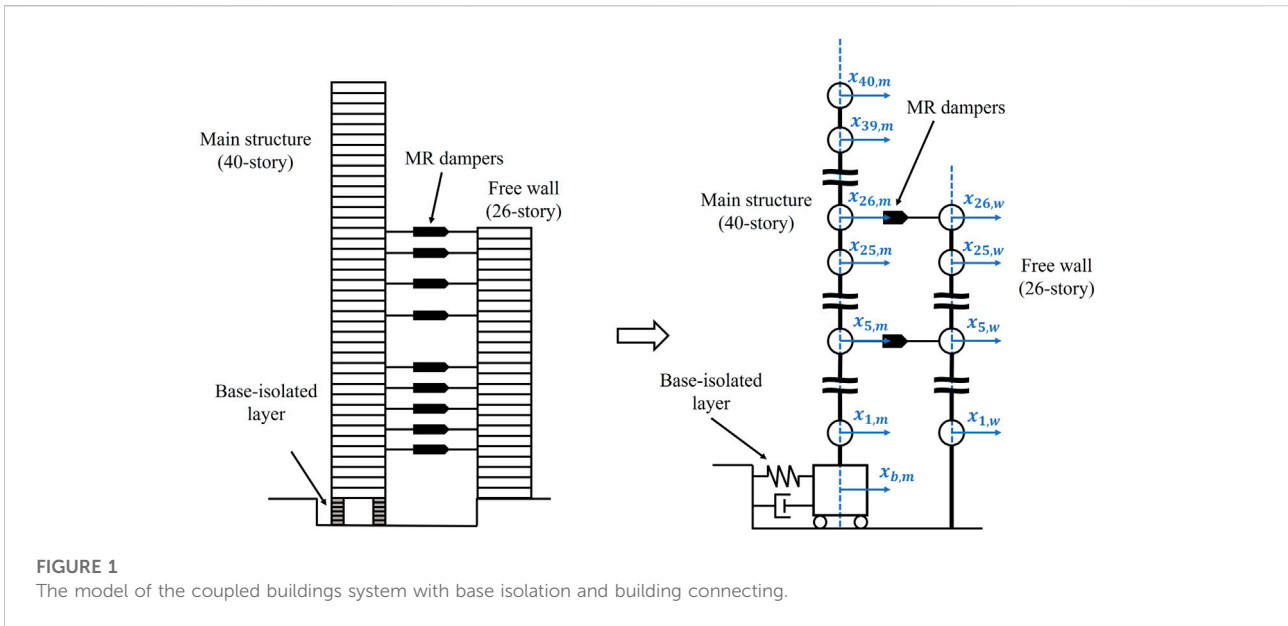 Main structure
(40-story)
MR dampers
Free wall
(26-story)
Base-isolated
layer
x40,m
x39,m
MR dampers
Main structure
(40-story)
x26,m
x26,w
x25,m
x25,w
Free wall
(26-story)
x5,m
x5,w
Base-isolated
layer
x1,m
x1,w
xb,m
FIGURE 1
The model of the coupled buildings system with base isolation and building connecting.